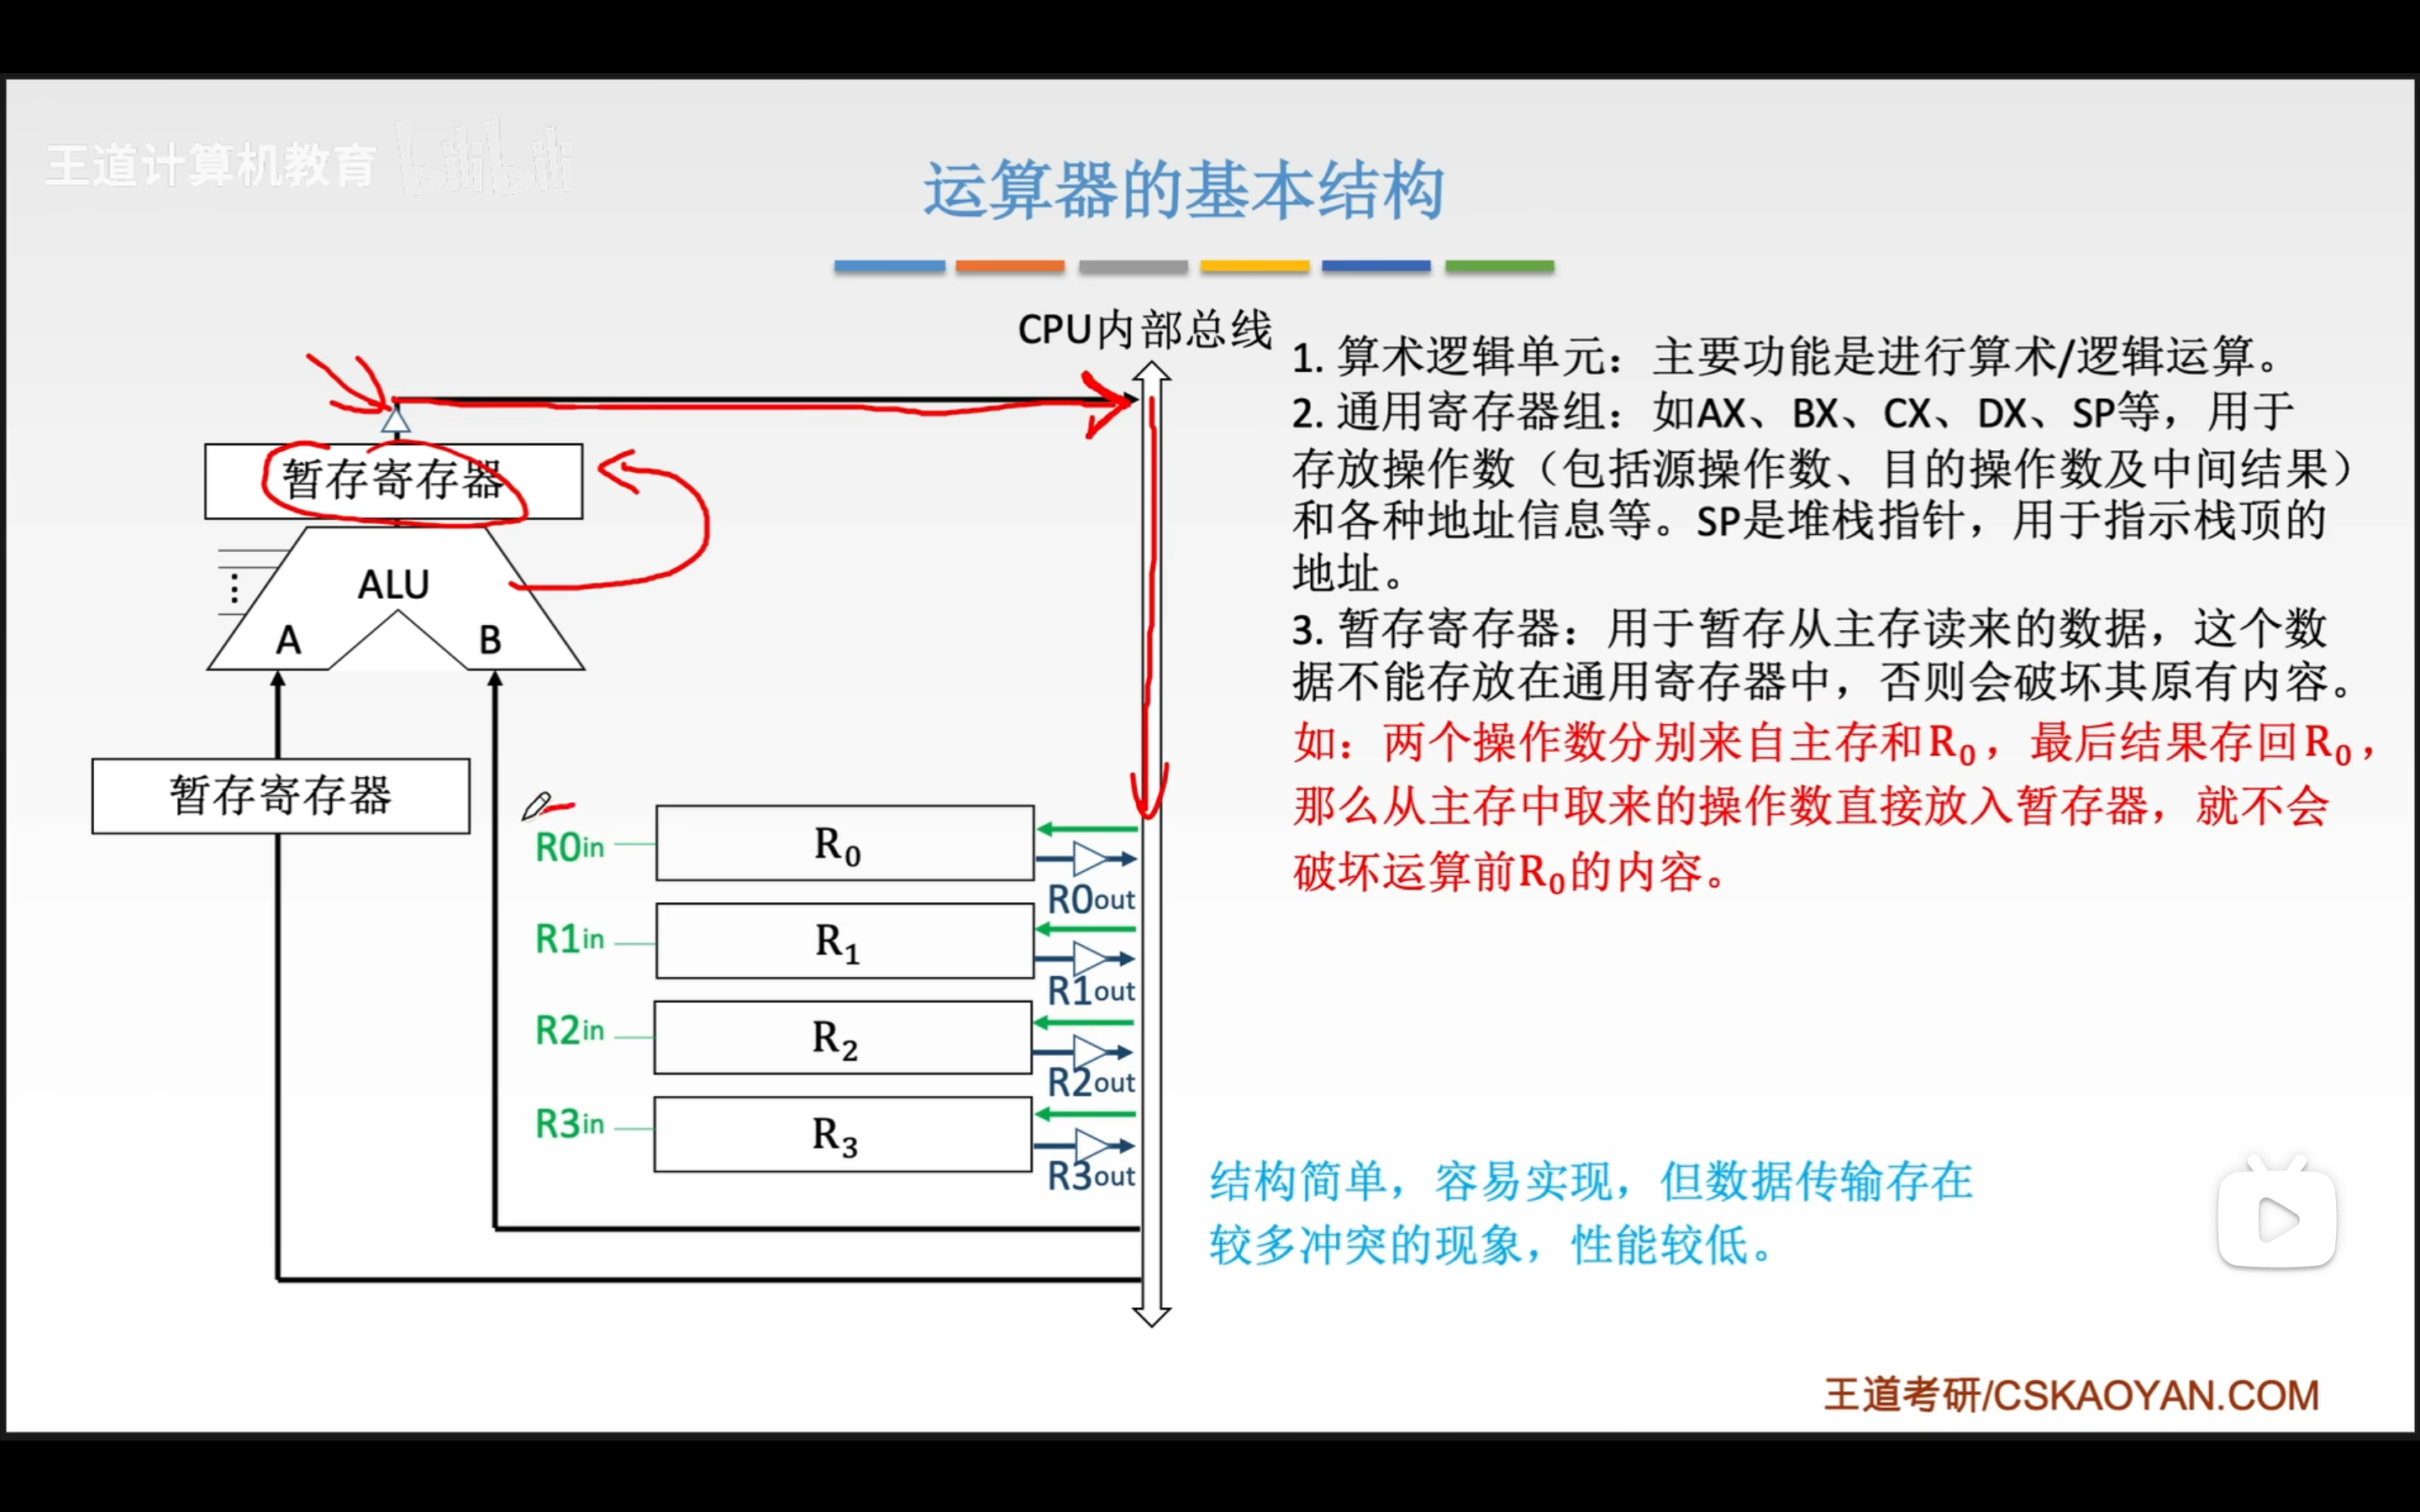 王道计算机教育 bilibili
运算器的基本结构
CPU内部总线
1. 算术逻辑单元：主要功能是进行算术/逻辑运算。
2. 通用寄存器组：如AX、BX、CX、DX、SP等，用于
存放操作数（包括源操作数、目的操作数及中间结果）
和各种地址信息等。SP是堆栈指针，用于指示栈顶的
地址。
3. 暂存寄存器：用于暂存从主存读来的数据，这个数
据不能存放在通用寄存器中，否则会破坏其原有内容。
如：两个操作数分别来自主存和R₀，最后结果存回R₀，
那么从主存中取来的操作数直接放入暂存器，就不会
破坏运算前R₀的内容。
暂存寄存器
ALU
A
B
暂存寄存器
R0in
R₀
R0out
R1in
R₁
R1out
R2in
R₂
R2out
R3in
R₃
R3out
结构简单，容易实现，但数据传输存在
较多冲突的现象，性能较低。
王道考研/CSKAOYAN.COM